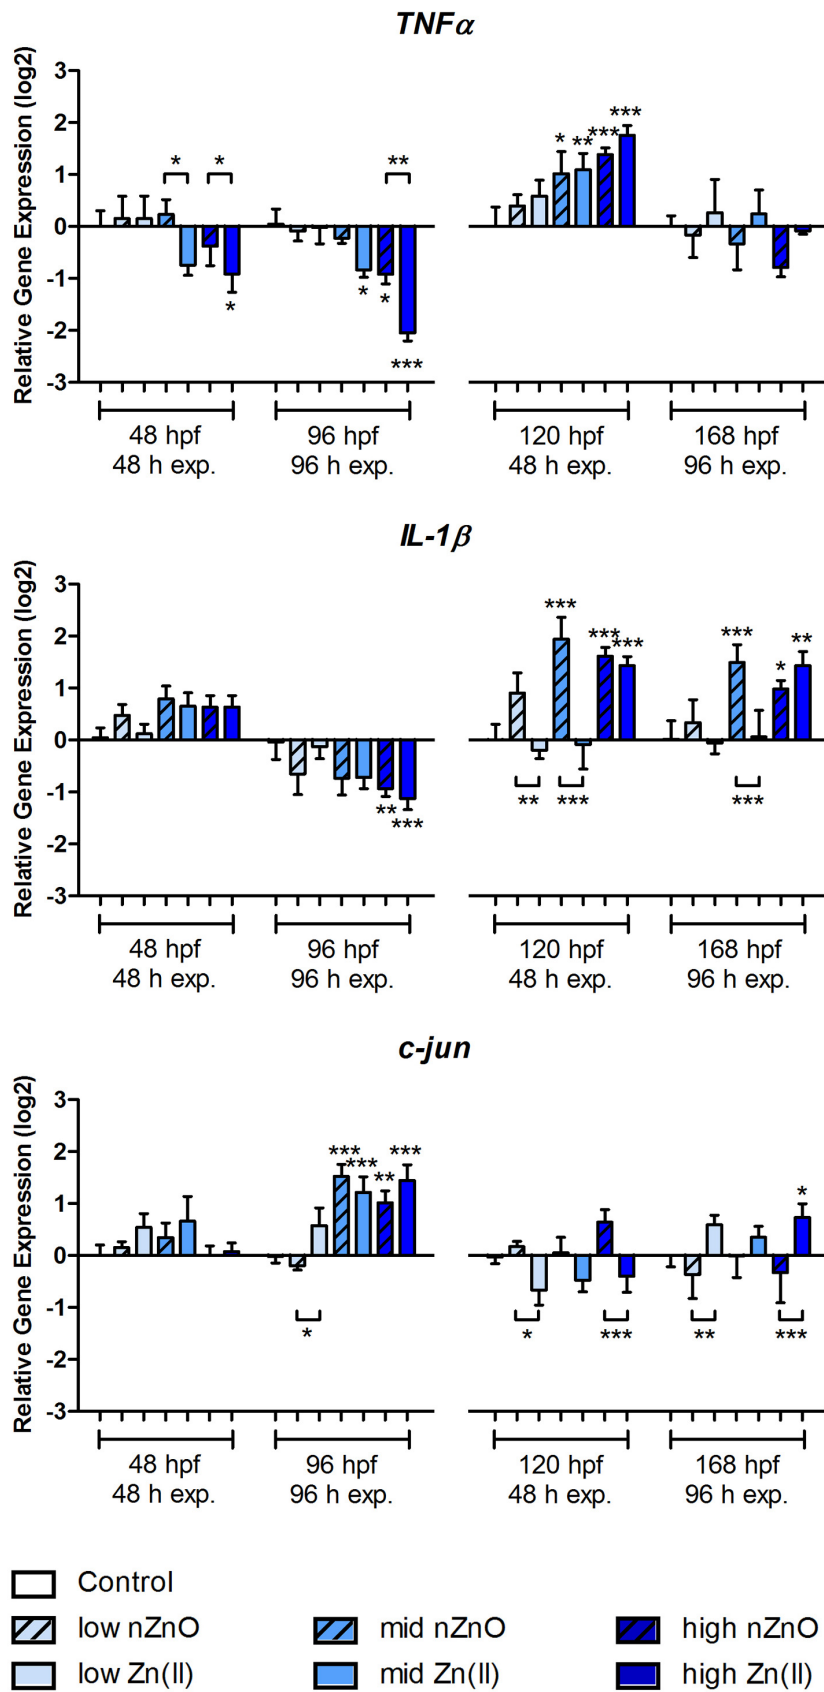 TNFα
Relative Gene Expression (log2)
3
2
1
0
-1
-2
-3
* * ** * ** *** ***
* * * ***
48 hpf 96 hpf 120 hpf 168 hpf
48 h exp. 96 h exp. 48 h exp. 96 h exp.
IL-1β
Relative Gene Expression (log2)
3
2
1
0
-1
-2
-3
*** *** *** *** * **
** *** ** *** ***
48 hpf 96 hpf 120 hpf 168 hpf
48 h exp. 96 h exp. 48 h exp. 96 h exp.
c-jun
Relative Gene Expression (log2)
3
2
1
0
-1
-2
-3
*** *** ** *** *
* * *** ** ***
48 hpf 96 hpf 120 hpf 168 hpf
48 h exp. 96 h exp. 48 h exp. 96 h exp.
Control
low nZnO mid nZnO high nZnO
low Zn(II) mid Zn(II) high Zn(II)